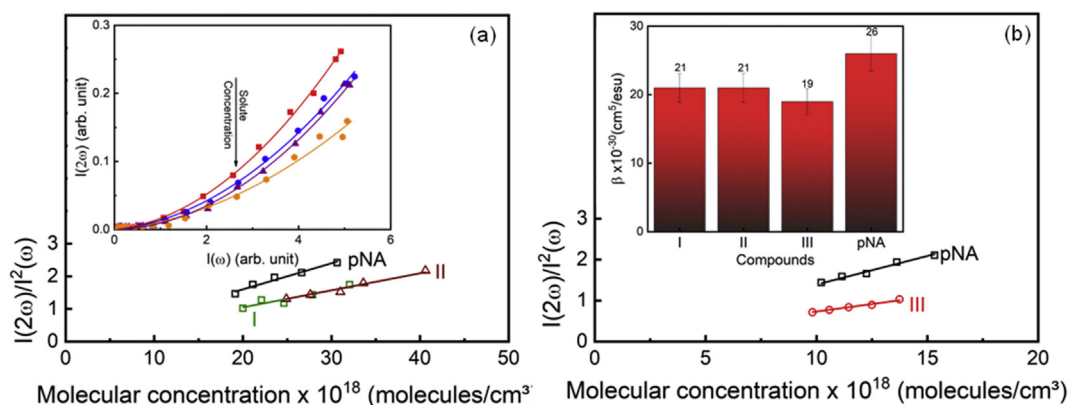 (a)
0.3
0.2
0.1
0.0
I(2ω) (arb. unit)
Solute
Concentration
0 2 4 6
I(ω) (arb. unit)
I(2ω)/I²(ω)
3
2
1
0
pNA
II
I
0 10 20 30 40 50
Molecular concentration x 10¹⁸ (molecules/cm³
(b)
30
20
10
0
β x10⁻³⁰(cm⁵/esu)
21 21 19 26
I II III pNA
Compounds
I(2ω)/I²(ω)
3
2
1
0
pNA
III
0 5 10 15 20
Molecular concentration x 10¹⁸ (molecules/cm³)